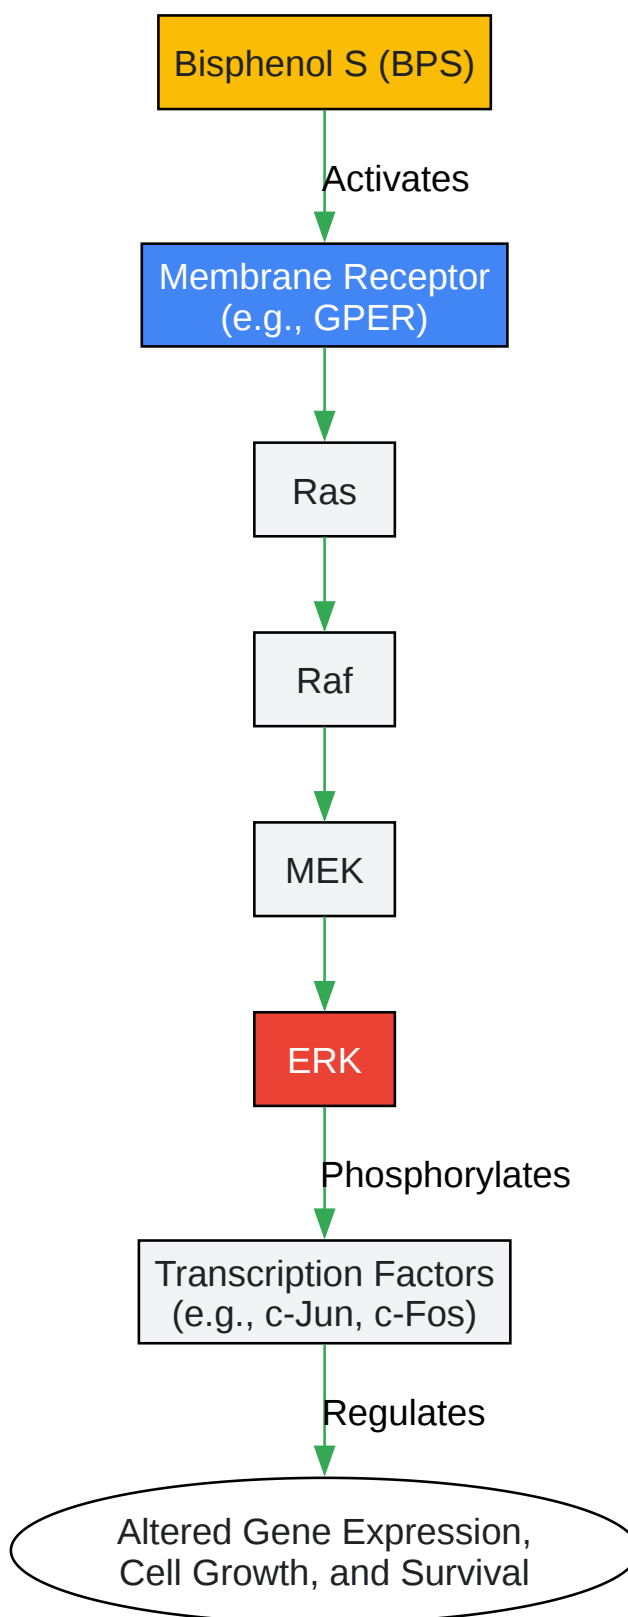 Bisphenol S (BPS)
Activates
Membrane Receptor
(e.g., GPER)
Ras
Raf
MEK
ERK
Phosphorylates
Transcription Factors
(e.g., c-Jun, c-Fos)
Regulates
Altered Gene Expression,
Cell Growth, and Survival